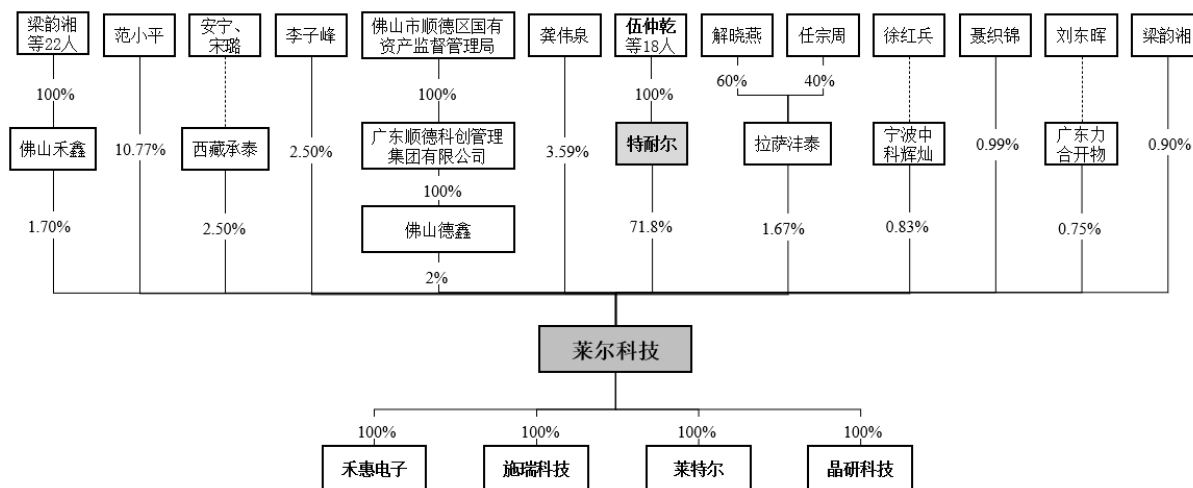 梁韵湘
等22人
范小平
安宁、
宋璐
李子峰
佛山市顺德区国有
资产监督管理局
龚伟泉
伍仲乾
等18人
解晓燕
任宗周
徐红兵
聂织锦
刘东晖
梁韵湘
100%
100%
100%
60%
40%
佛山禾鑫
10.77%
西藏承泰
2.50%
广东顺德科创管理
集团有限公司
3.59%
特耐尔
拉萨沣泰
宁波中
科辉灿
0.99%
广东力
合开物
0.90%
100%
1.70%
2.50%
佛山德鑫
71.8%
1.67%
0.83%
0.75%
2%
莱尔科技
100%
100%
100%
100%
禾惠电子
施瑞科技
莱特尔
晶研科技